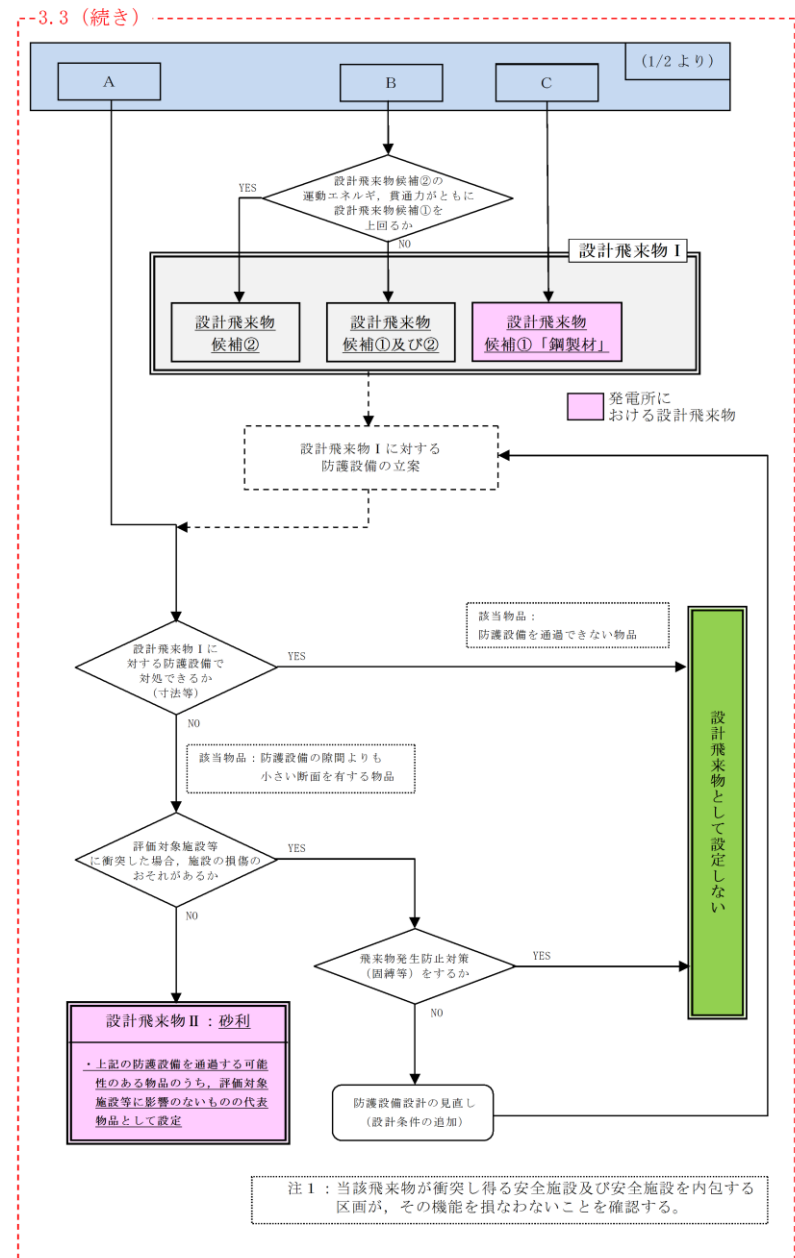 3.3（続き）
(1/2 より)
A
B
C
設計飛来物候補②の
運動エネルギ，貫通力がともに
設計飛来物候補①を
上回るか
YES
NO
設計飛来物Ⅰ
設計飛来物
候補②
設計飛来物
候補①及び②
設計飛来物
候補①「鋼製材」
発電所に
おける設計飛来物
設計飛来物Ⅰに対する
防護設備の立案
該当物品：
防護設備を通過できない物品
設計飛来物Ⅰに
対する防護設備で
対処できるか
（寸法等）
YES
NO
設計飛来物として設定しない
該当物品：防護設備の隙間よりも
小さい断面を有する物品
評価対象施設等
に衝突した場合，施設の損傷の
おそれがあるか
YES
NO
飛来物発生防止対策
（固縛等）をするか
YES
NO
設計飛来物Ⅱ：砂利
・上記の防護設備を通過する可能
性のある物品のうち，評価対象
施設等に影響のないものの代表
物品として設定
防護設備設計の見直し
（設計条件の追加）
注１：当該飛来物が衝突し得る安全施設及び安全施設を内包する
区画が，その機能を損なわないことを確認する。